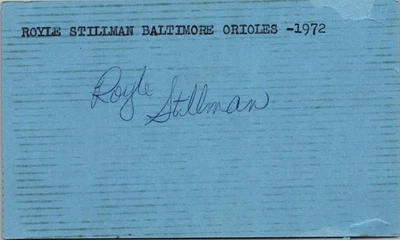 ROYLE STILLMAN BALTIMORE ORIOLES -1972
Royle Stillman